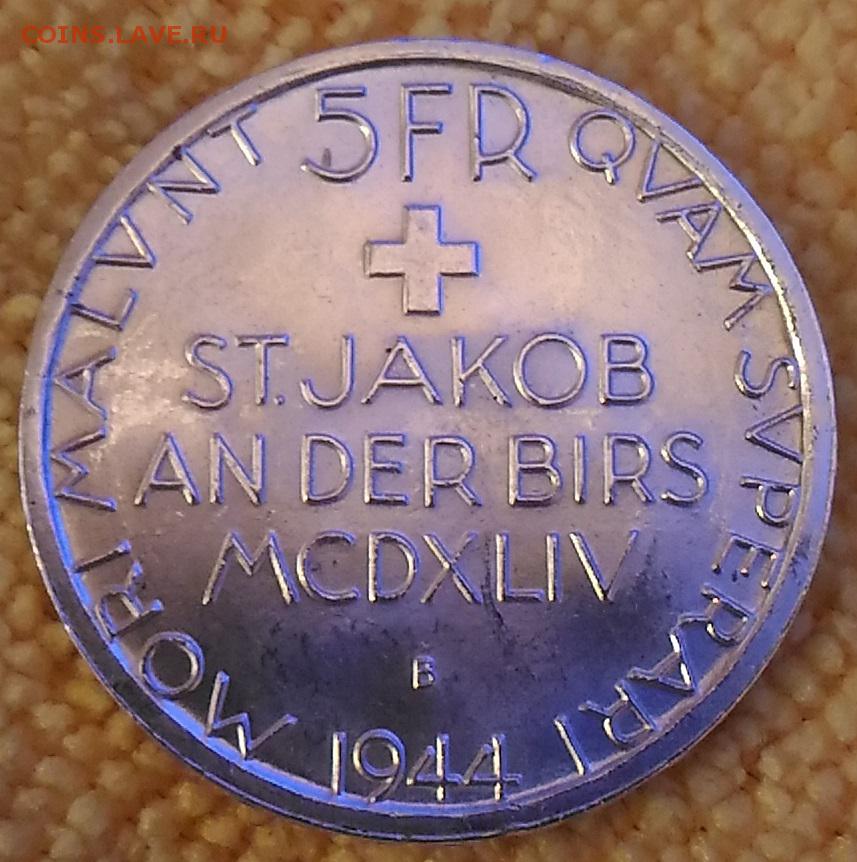 COINS.LAVE.RU
5FR
ST. JAKOB
AN DER BIRS
MCDXLIV
B
1944
MORI MALVNT QVAM SVPERARI